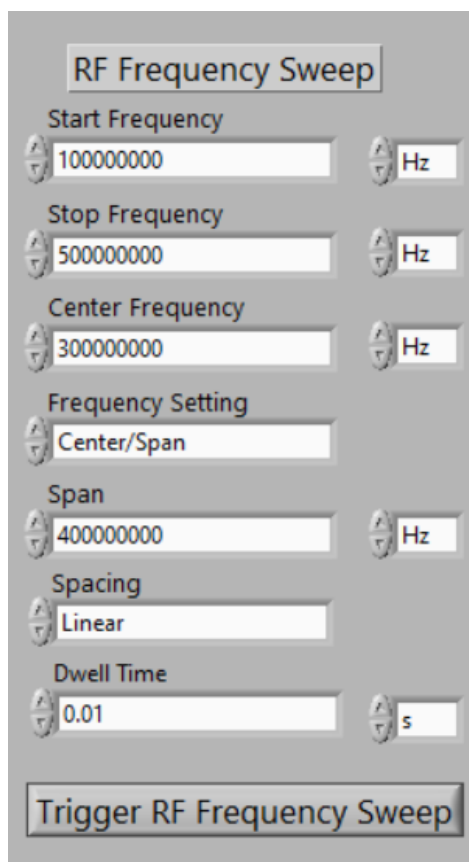 RF Frequency Sweep
Start Frequency
100000000 Hz
Stop Frequency
500000000 Hz
Center Frequency
300000000 Hz
Frequency Setting
Center/Span
Span
400000000 Hz
Spacing
Linear
Dwell Time
0.01 s
Trigger RF Frequency Sweep